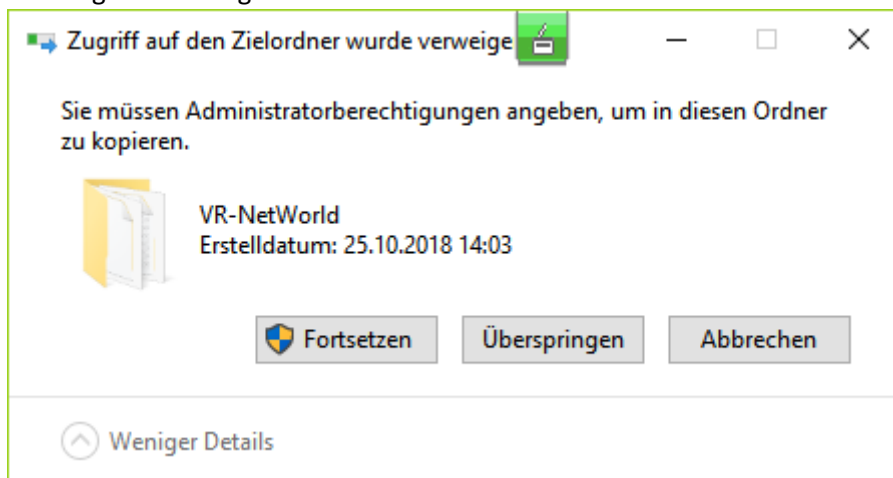 Zugriff auf den Zielordner wurde verweige
Sie müssen Administratorberechtigungen angeben, um in diesen Ordner
zu kopieren.
VR-NetWorld
Erstelldatum: 25.10.2018 14:03
Fortsetzen
Überspringen
Abbrechen
Weniger Details